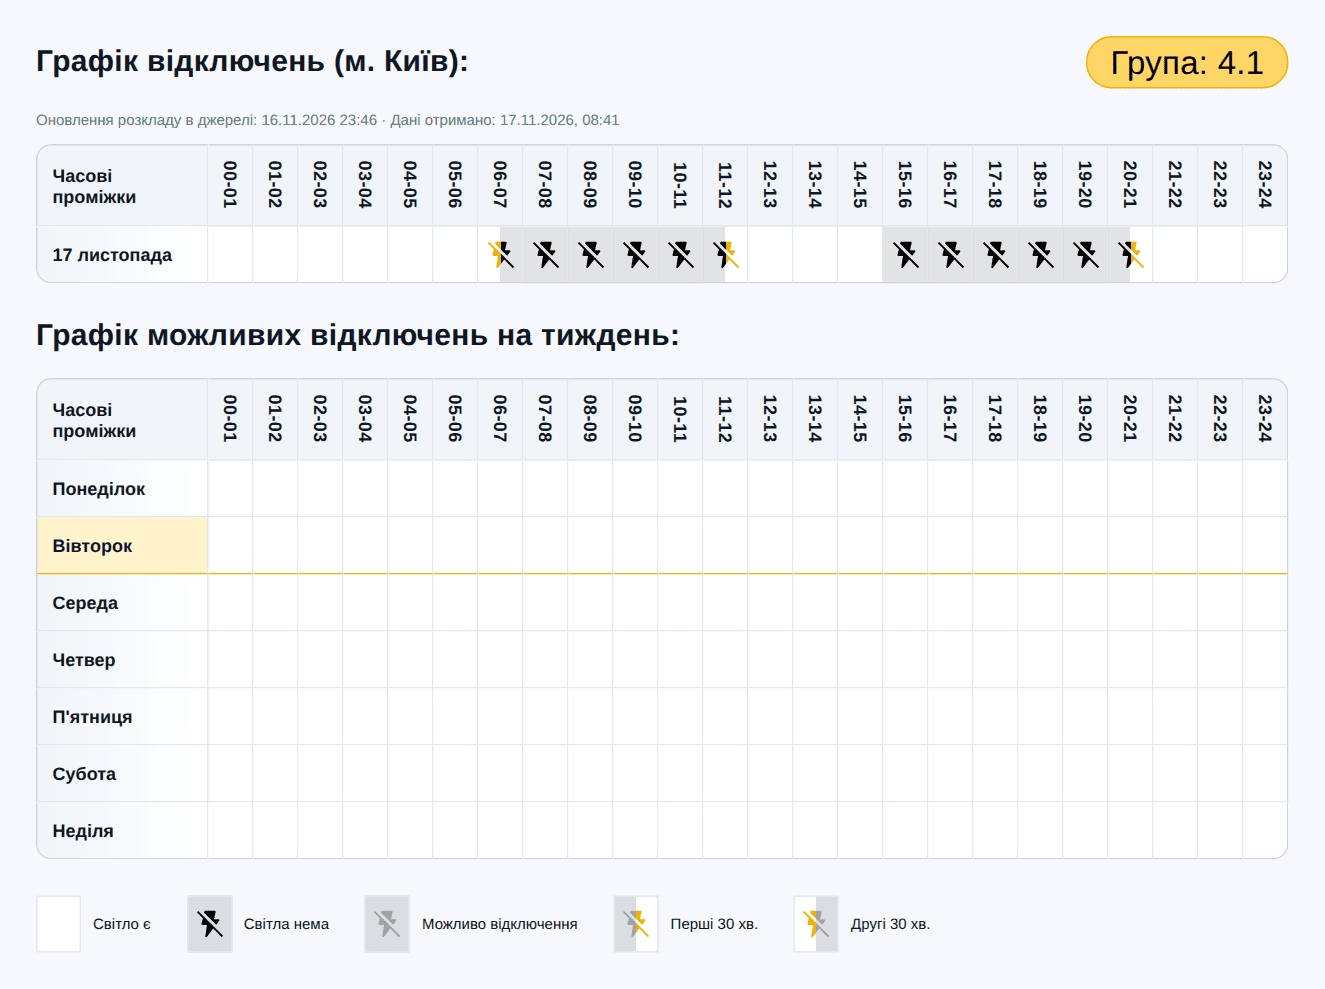 Графік відключень (м. Київ):
Група: 4.1
Оновлення розкладу в джерелі: 16.11.2026 23:46 · Дані отримано: 17.11.2026, 08:41
Часові
проміжки
00-01 01-02 02-03 03-04 04-05 05-06 06-07 07-08 08-09 09-10 10-11 11-12 12-13 13-14 14-15 15-16 16-17 17-18 18-19 19-20 20-21 21-22 22-23 23-24
17 листопада
Графік можливих відключень на тиждень:
Часові
проміжки
00-01 01-02 02-03 03-04 04-05 05-06 06-07 07-08 08-09 09-10 10-11 11-12 12-13 13-14 14-15 15-16 16-17 17-18 18-19 19-20 20-21 21-22 22-23 23-24
Понеділок
Вівторок
Середа
Четвер
П'ятниця
Субота
Неділя
Світло є Світла нема Можливо відключення Перші 30 хв. Другі 30 хв.